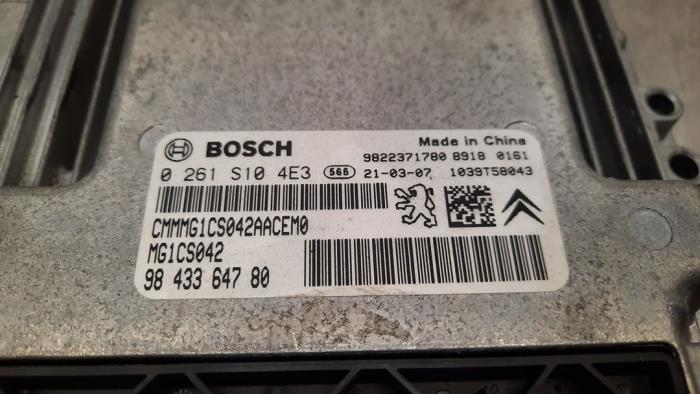 BOSCH
Made in China
9822371780 8918 0161
0 261 S10 4E3 566 21-03-07 1039T58043
CMMMG1CS042AACEM0
MG1CS042
98 433 647 80